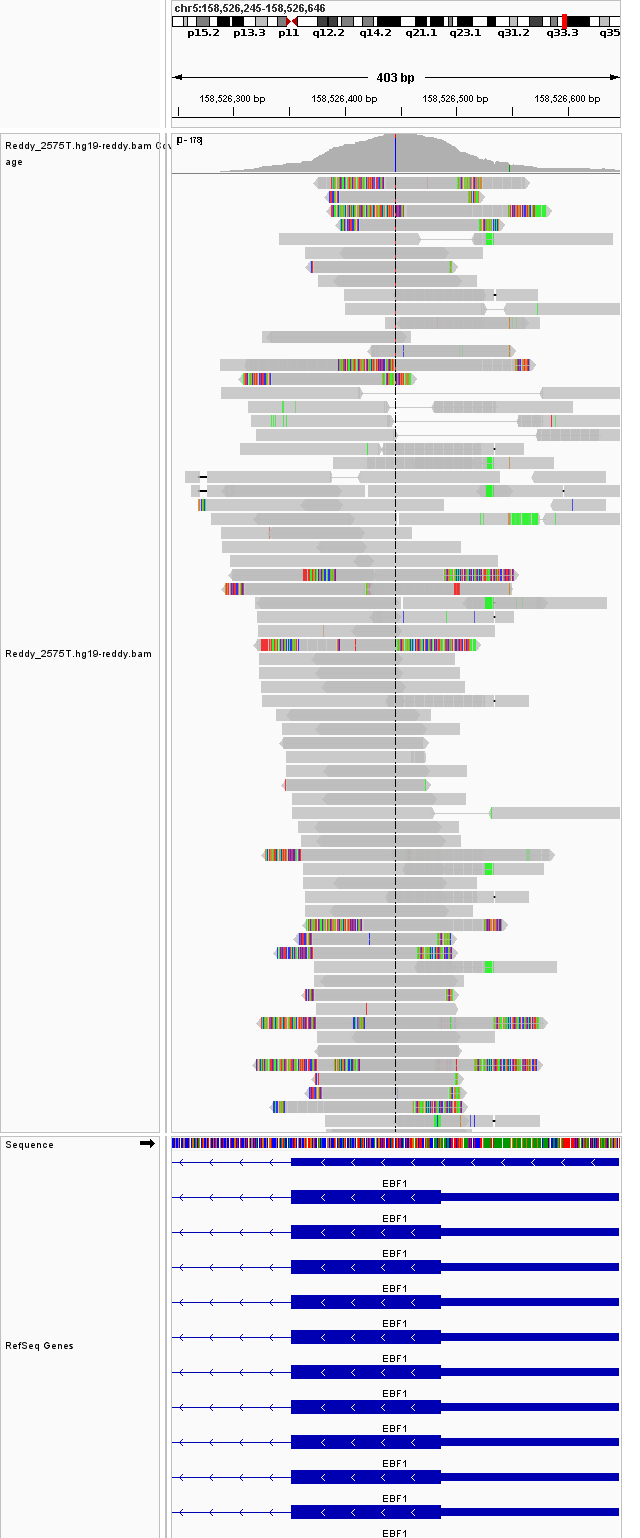 chr5:158,526,245-158,526,646
p15.2 p13.3 p11 q12.2 q14.2 q21.1 q23.1 q31.2 q33.3 q35
403 bp
158,526,300 bp 158,526,400 bp 158,526,500 bp 158,526,600 bp
Reddy_2575T.hg19-reddy.bam Cov
age
[0 - 178]
Reddy_2575T.hg19-reddy.bam
Sequence
EBF1
EBF1
EBF1
EBF1
EBF1
RefSeq Genes
EBF1
EBF1
EBF1
EBF1
EBF1
EBF1